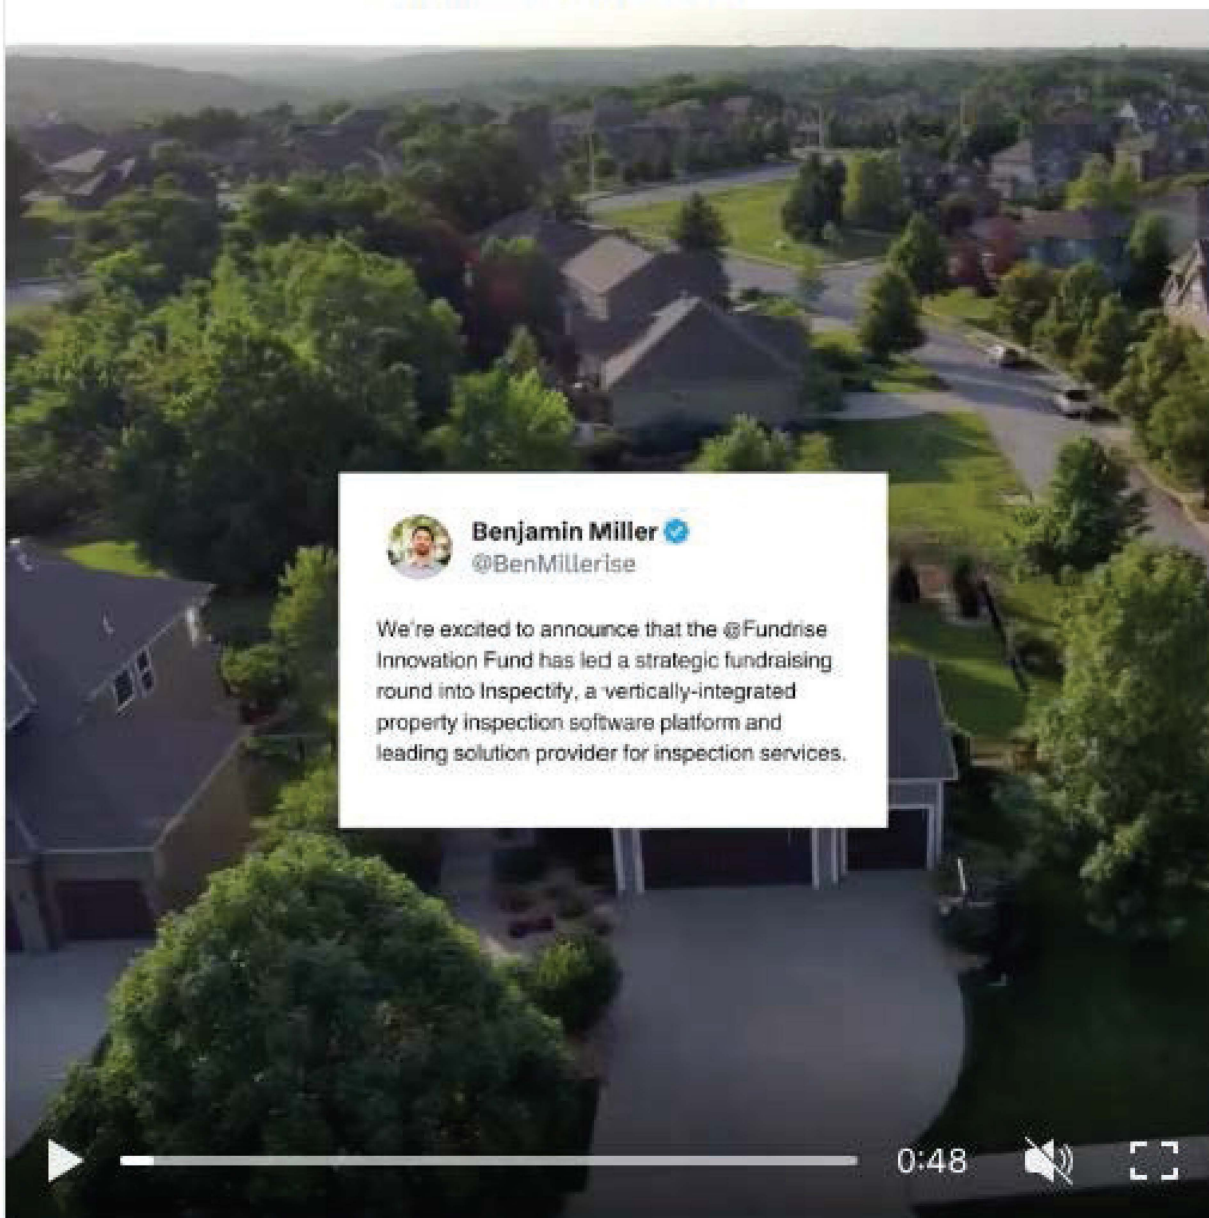 Benjamin Miller
@BenMillerise
We're excited to announce that the @Fundrise
Innovation Fund has led a strategic fundraising
round into Inspectify, a vertically-integrated
property inspection software platform and
leading solution provider for inspection services.
0:48